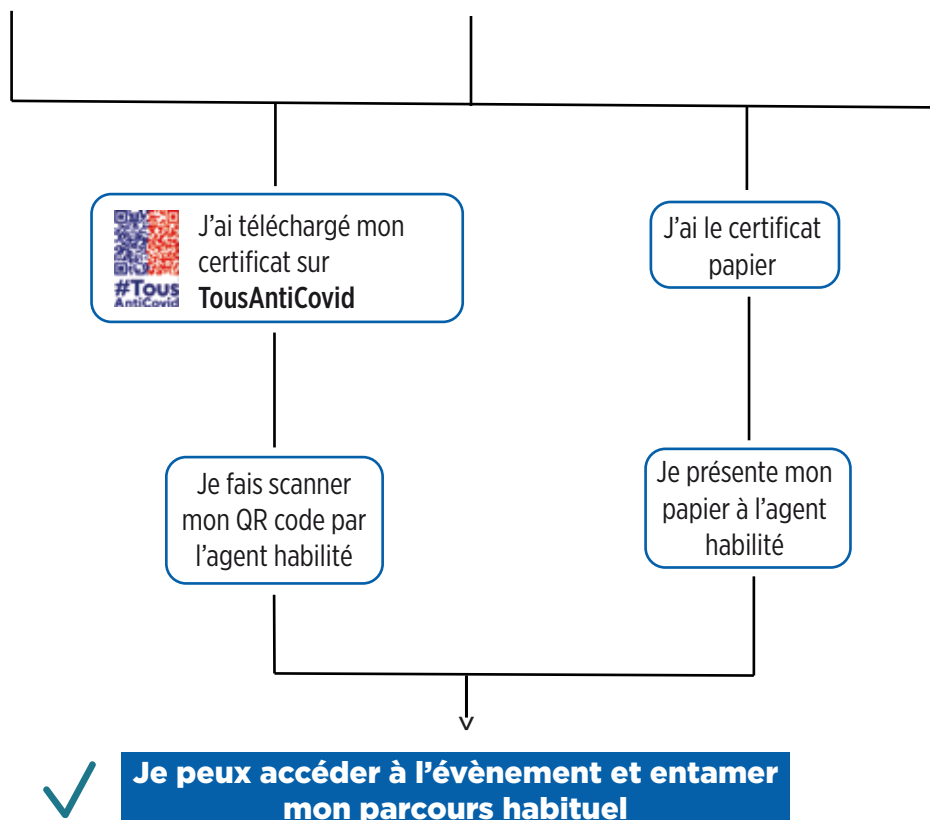 J'ai téléchargé mon
certificat sur
TousAntiCovid
#Tous
AntiCovid
J'ai le certificat
papier
Je fais scanner
mon QR code par
l'agent habilité
Je présente mon
papier à l'agent
habilité
Je peux accéder à l'évènement et entamer
mon parcours habituel